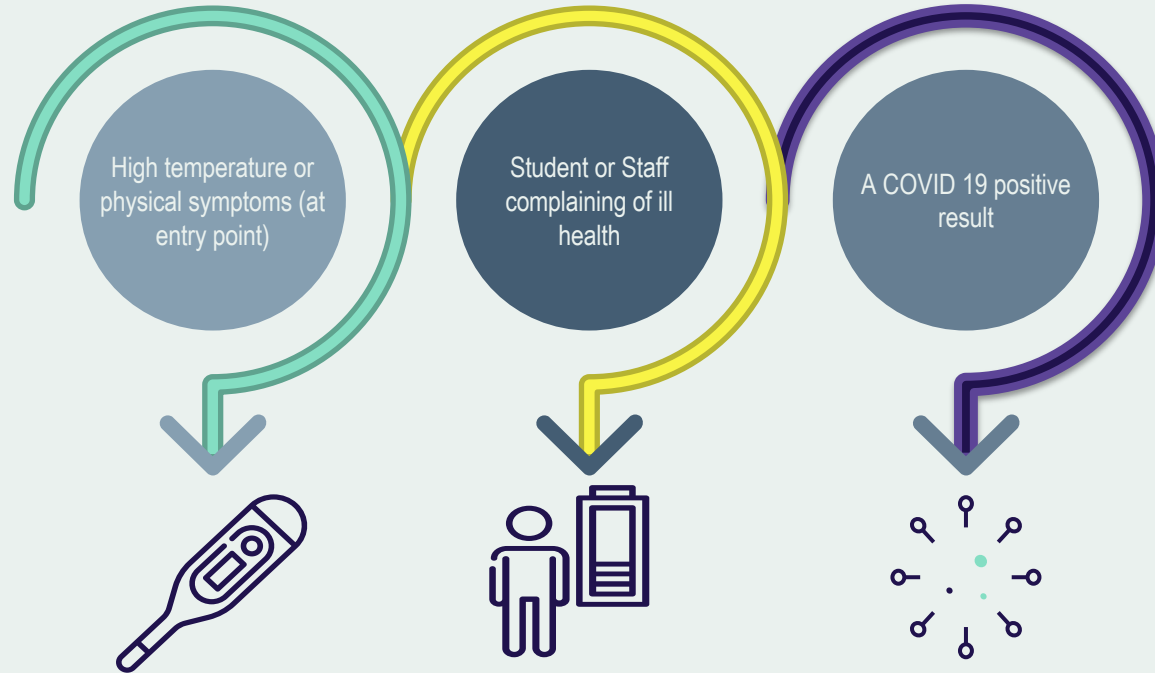 High temperature or
physical symptoms (at
entry point)
Student or Staff
complaining of ill
health
A COVID 19 positive
result